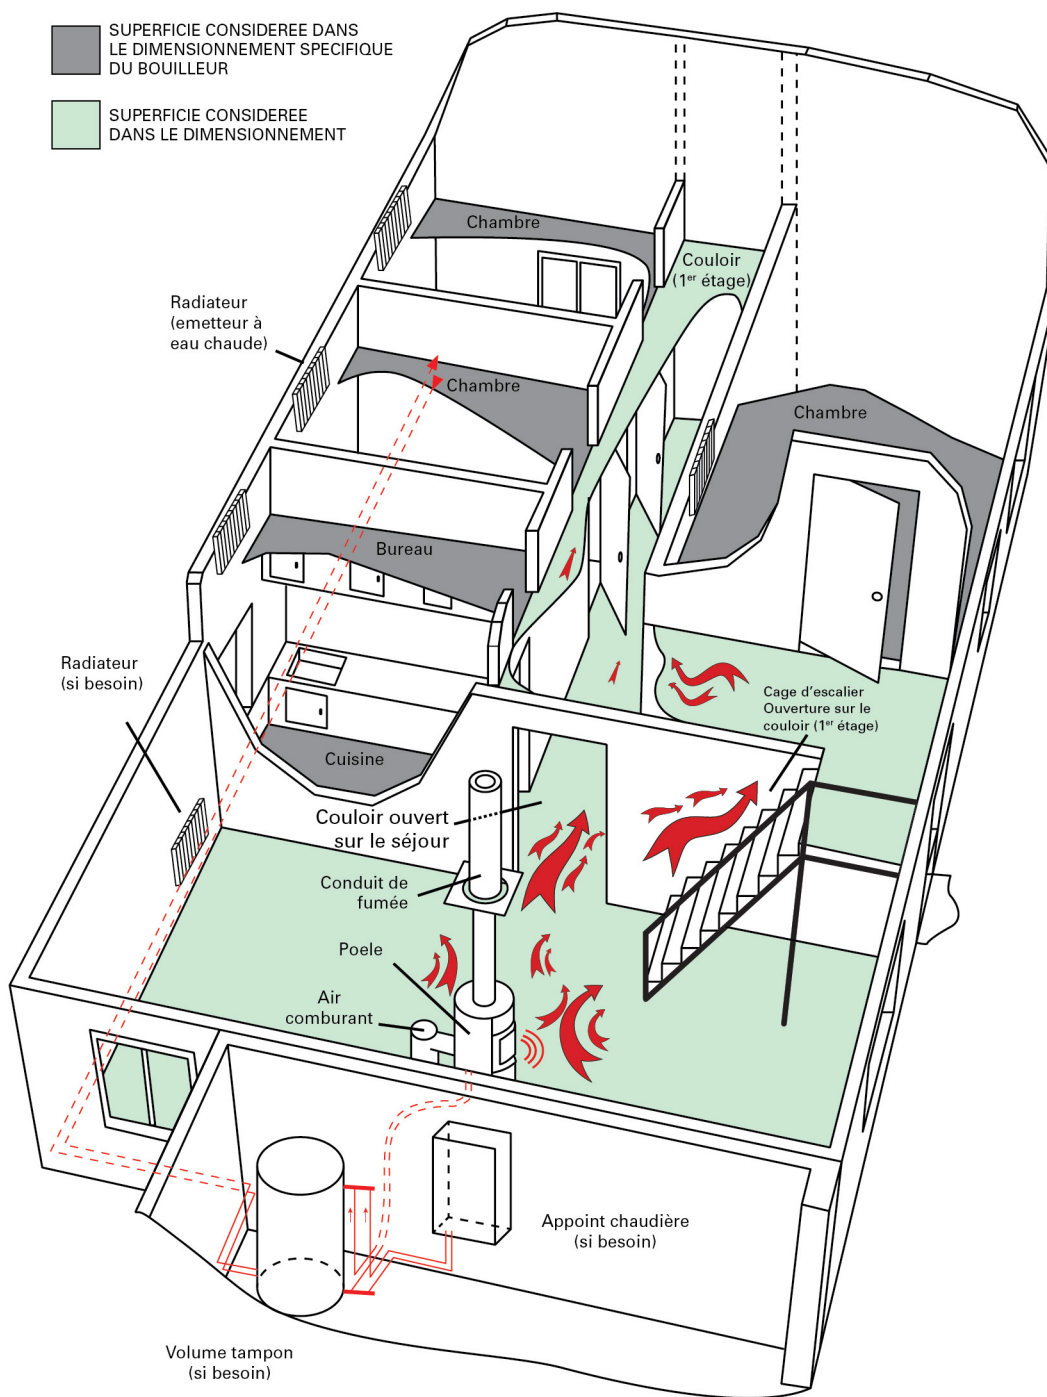 SUPERFICIE CONSIDEREE DANS
LE DIMENSIONNEMENT SPECIFIQUE
DU BOUILLEUR
SUPERFICIE CONSIDEREE
DANS LE DIMENSIONNEMENT
Chambre
Couloir
(1er étage)
Radiateur
(emetteur à
eau chaude)
Chambre
Chambre
Bureau
Radiateur
(si besoin)
Cage d'escalier
Ouverture sur le
couloir (1er étage)
Cuisine
Couloir ouvert
sur le séjour
Conduit de
fumée
Poele
Air
comburant
Appoint chaudière
(si besoin)
Volume tampon
(si besoin)